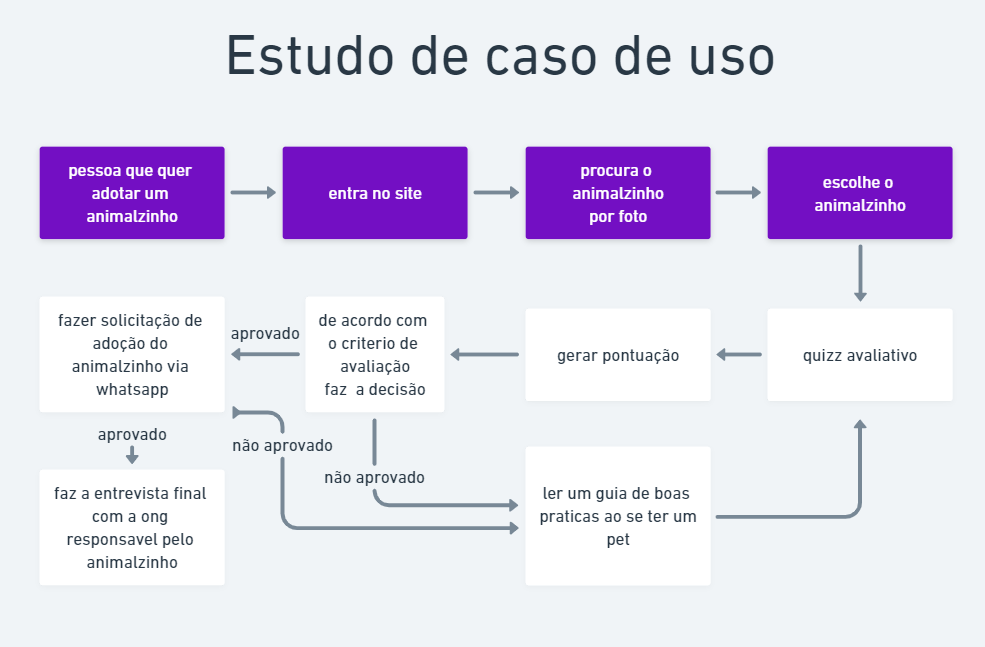 Estudo de caso de uso
pessoa que quer
adotar um
animalzinho
entra no site
procura o
animalzinho
por foto
escolhe o
animalzinho
quizz avaliativo
gerar pontuação
de acordo com
o criterio de
avaliação
faz a decisão
aprovado
fazer solicitação de
adoção do
animalzinho via
whatsapp
aprovado
não aprovado
não aprovado
faz a entrevista final
com a ong
responsavel pelo
animalzinho
ler um guia de boas
praticas ao se ter um
pet